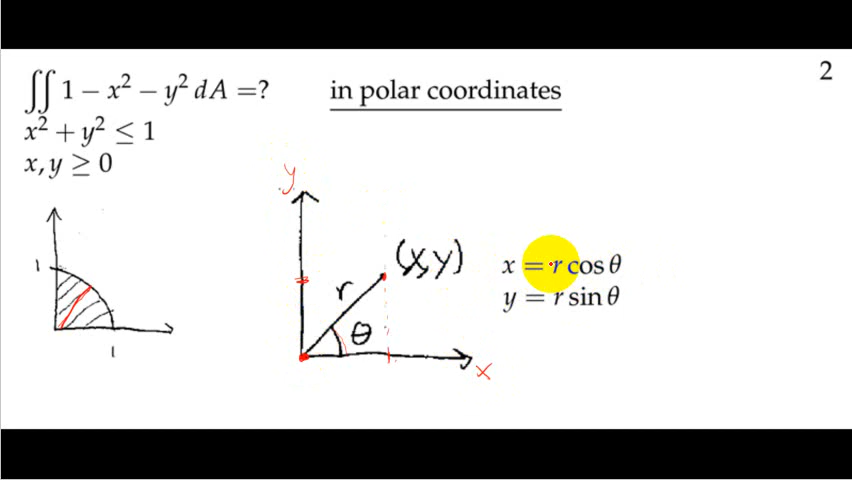 ∬ 1 − x² − y² dA =?
in polar coordinates
2
x² + y² ≤ 1
x, y ≥ 0
y
(x,y)
1
r
x = r cos θ
y = r sin θ
θ
1
x